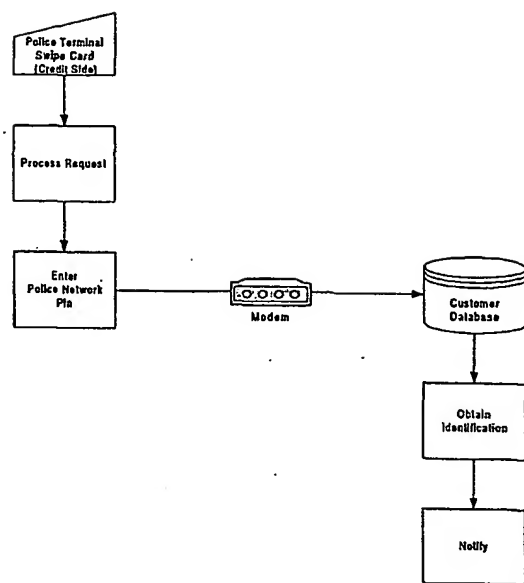 Police Terminal
Swipe Card
(Credit Side)
Process Request
Enter
Police Network
Pin
Modem
Customer
Database
Obtain
Identification
Notify